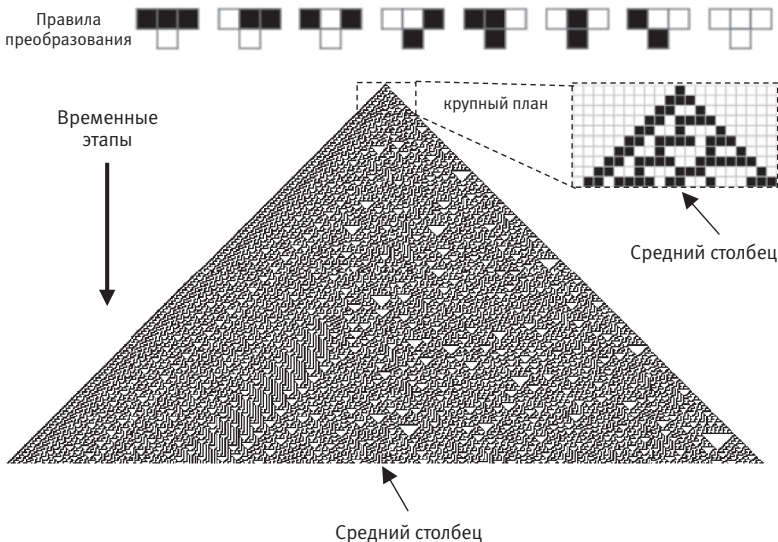 Правила
преобразования
Временные
этапы
крупный план
Средний столбец
Средний столбец